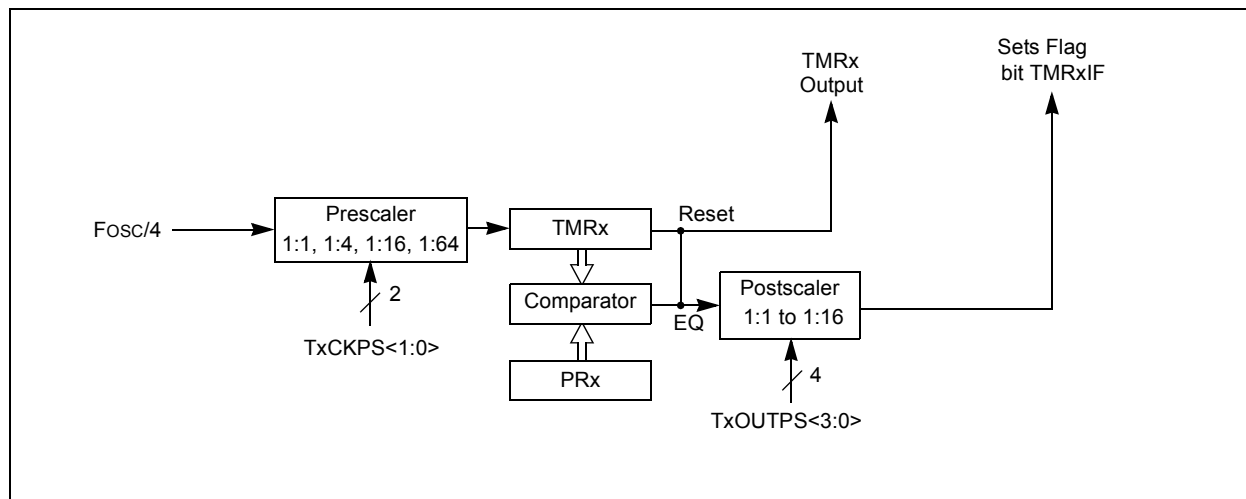 TMRx
Output
Sets Flag
bit TMRxIF
FOSC/4
Prescaler
1:1, 1:4, 1:16, 1:64
TMRx
Reset
2
TxCKPS<1:0>
Comparator
EQ
Postscaler
1:1 to 1:16
PRx
4
TxOUTPS<3:0>